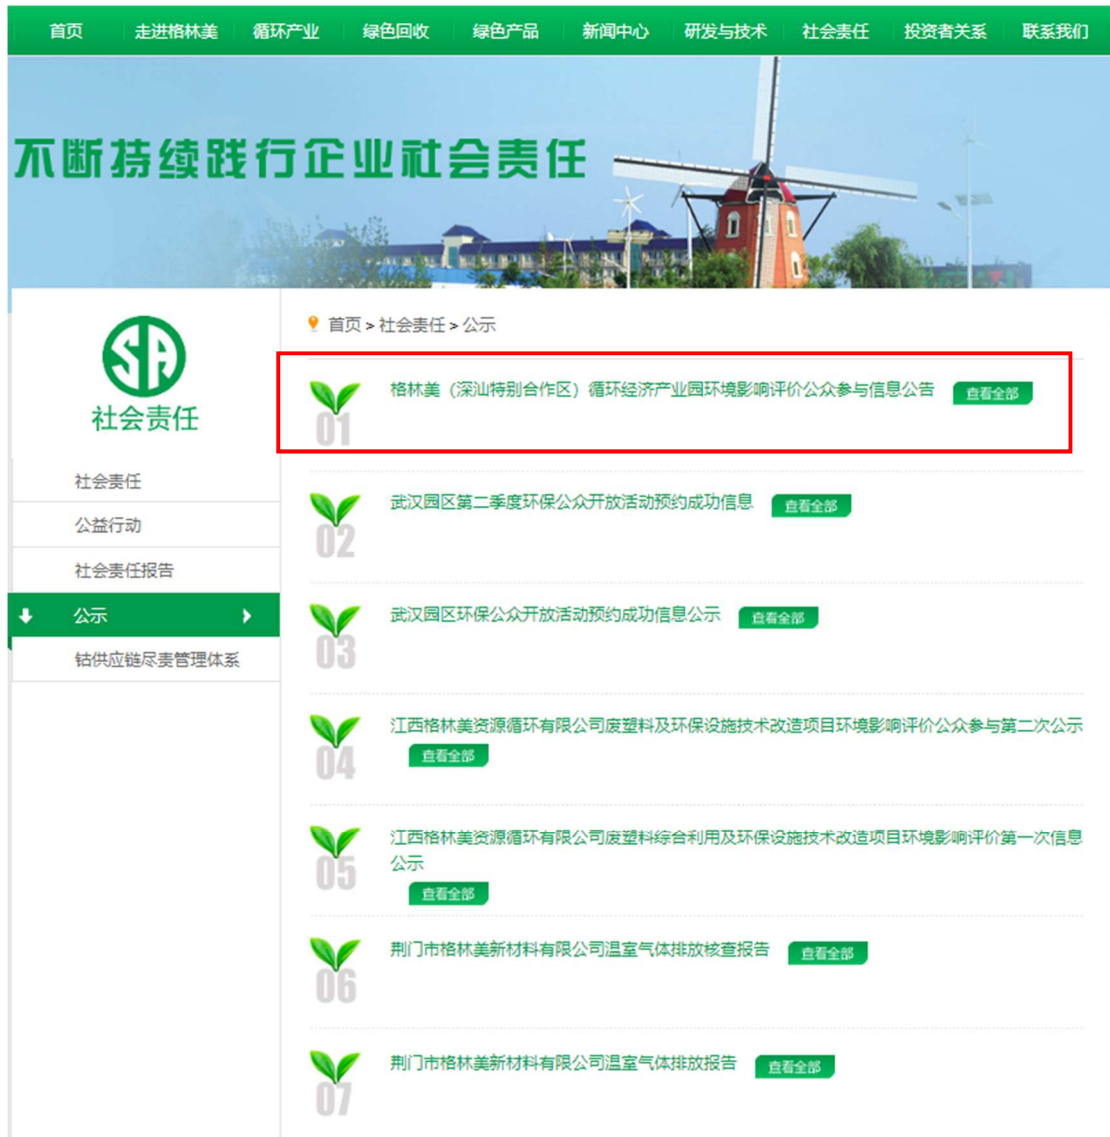 首页 走进格林美 循环产业 绿色回收 绿色产品 新闻中心 研发与技术 社会责任 投资者关系 联系我们
不断持续践行企业社会责任
社会责任
社会责任
公益行动
社会责任报告
公示
钴供应链尽责管理体系
首页 > 社会责任 > 公示
01 格林美（深汕特别合作区）循环经济产业园环境影响评价公众参与信息公告 查看全部
02 武汉园区第二季度环保公众开放活动预约成功信息 查看全部
03 武汉园区环保公众开放活动预约成功信息公示 查看全部
04 江西格林美资源循环有限公司废塑料及环保设施技术改造项目环境影响评价公众参与第二次公示
查看全部
05 江西格林美资源循环有限公司废塑料综合利用及环保设施技术改造项目环境影响评价第一次信息
公示
查看全部
06 荆门市格林美新材料有限公司温室气体排放核查报告 查看全部
07 荆门市格林美新材料有限公司温室气体排放报告 查看全部